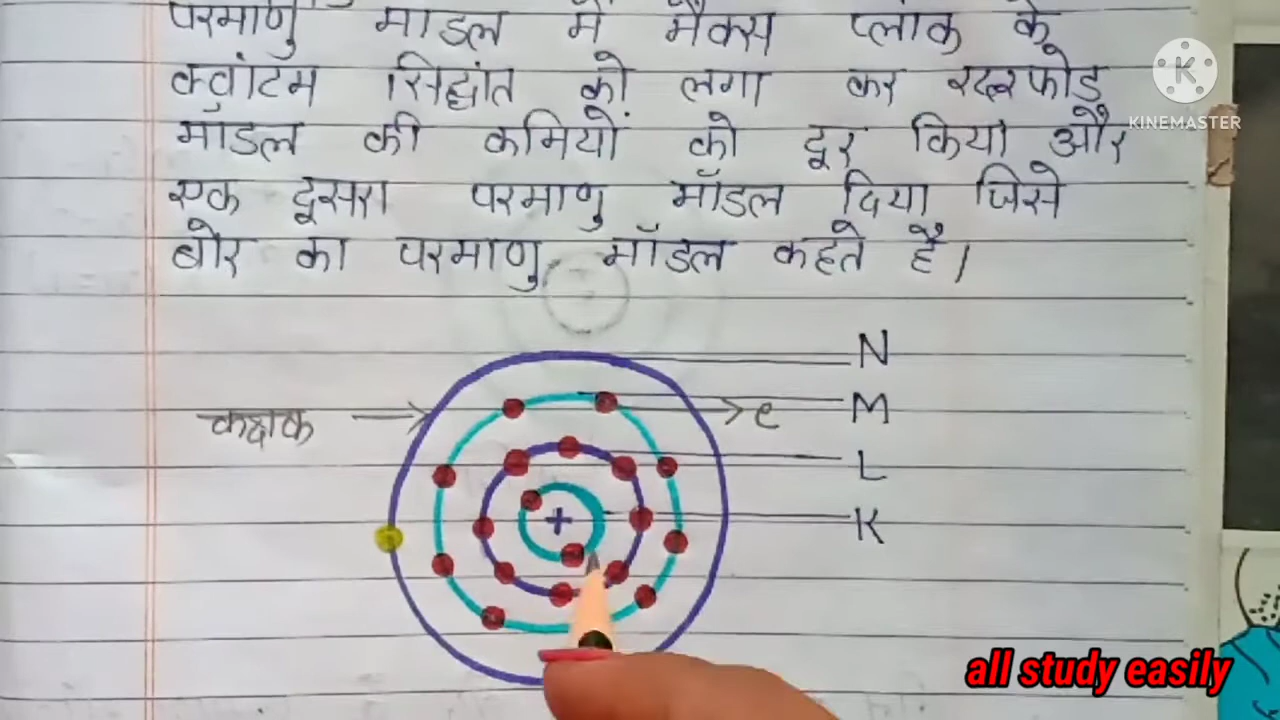 परमाणु मॉडल में मैक्स प्लांक के
क्वांटम सिद्धांत को लगा कर रदरफोर्ड
मॉडल की कमियों को दूर किया और
एक दूसरा परमाणु मॉडल दिया जिसे
बोर का परमाणु मॉडल कहते है।
KINEMASTER
N
कक्षक
e
M
L
K
+
all study easily